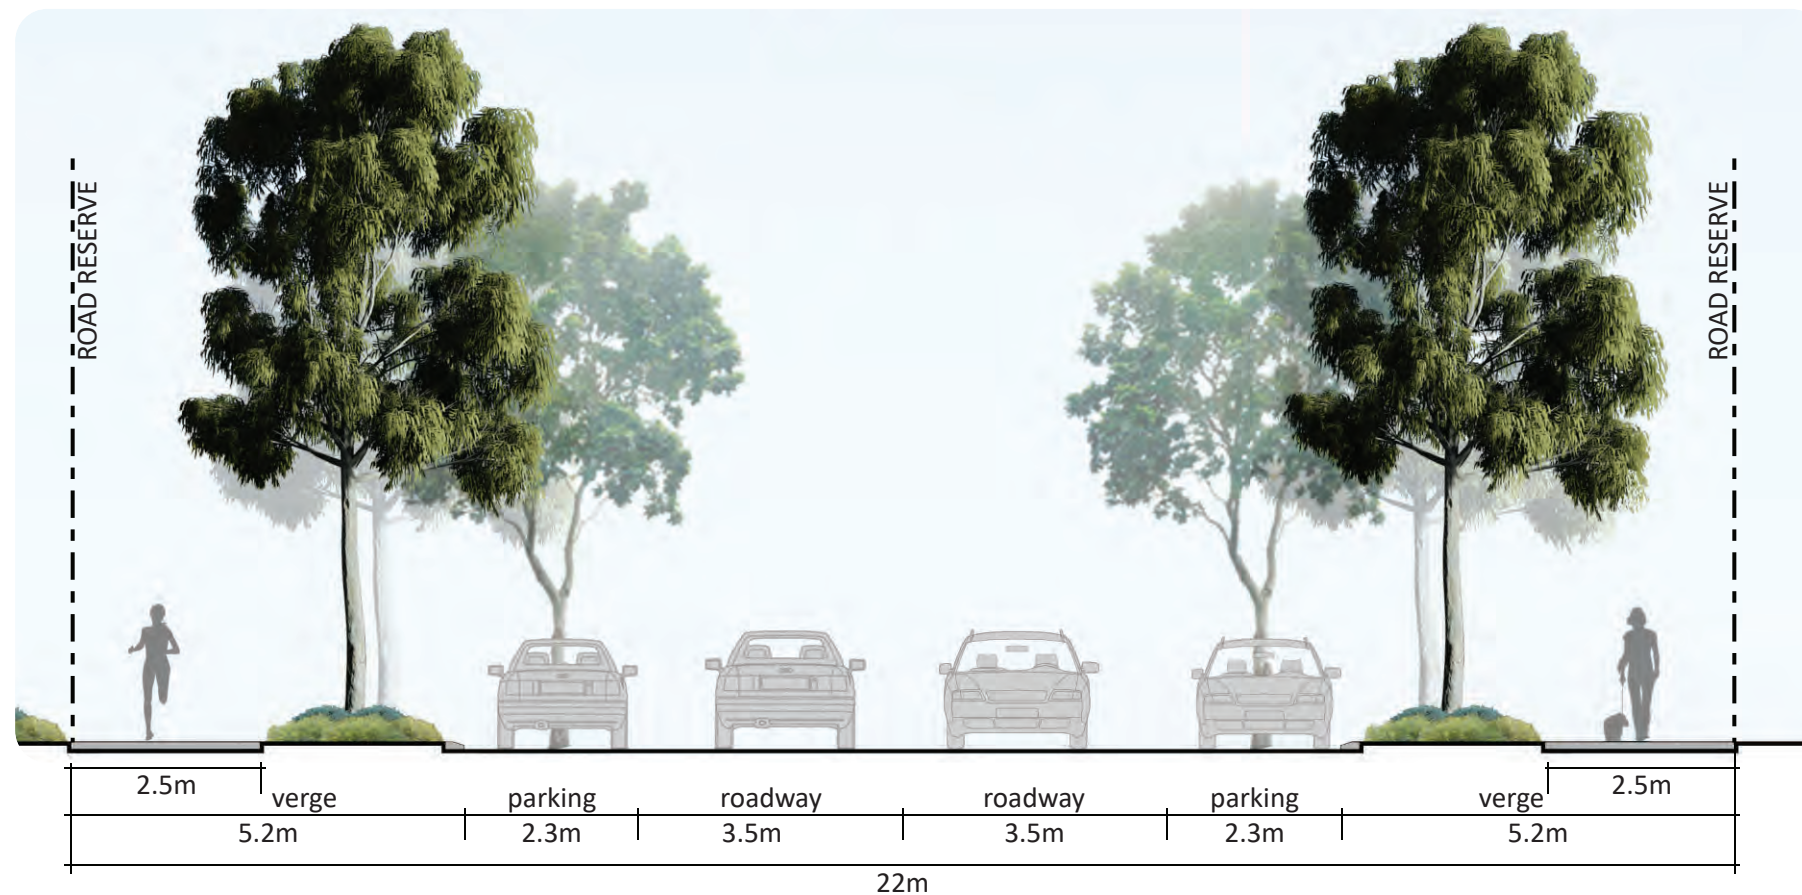 ROAD RESERVE
ROAD RESERVE
2.5m
2.5m
verge
parking
roadway
roadway
parking
verge
5.2m
2.3m
3.5m
3.5m
2.3m
5.2m
22m